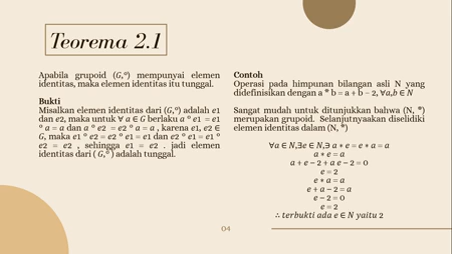 Teorema 2.1
Apabila grupoid (G,°) mempunyai elemen
identitas, maka elemen identitas itu tunggal.
Bukti
Misalkan elemen identitas dari (G,°) adalah e1
dan e2, maka untuk ∀ a ∈ G berlaku a ° e1 = e1
° a = a dan a ° e2 = e2 ° a = a , karena e1, e2 ∈
G, maka e1 ° e2 = e2 ° e1 = e1 dan e2 ° e1 = e1 °
e2 = e2 , sehingga e1 = e2 . jadi elemen
identitas dari ( G,°) adalah tunggal.
Contoh
Operasi pada himpunan bilangan asli N yang
didefinisikan dengan a * b = a + b – 2, ∀a,b ∈ N
Sangat mudah untuk ditunjukkan bahwa (N, *)
merupakan grupoid. Selanjutnyaakan diselidiki
elemen identitas dalam (N, *)
∀a ∈ N,∃e ∈ N,∋ a ∗ e = e ∗ a = a
a ∗ e = a
a + e − 2 + a e − 2 = 0
e = 2
e ∗ a = a
e + a − 2 = a
e − 2 = 0
e = 2
∴ terbukti ada e ∈ N yaitu 2
04